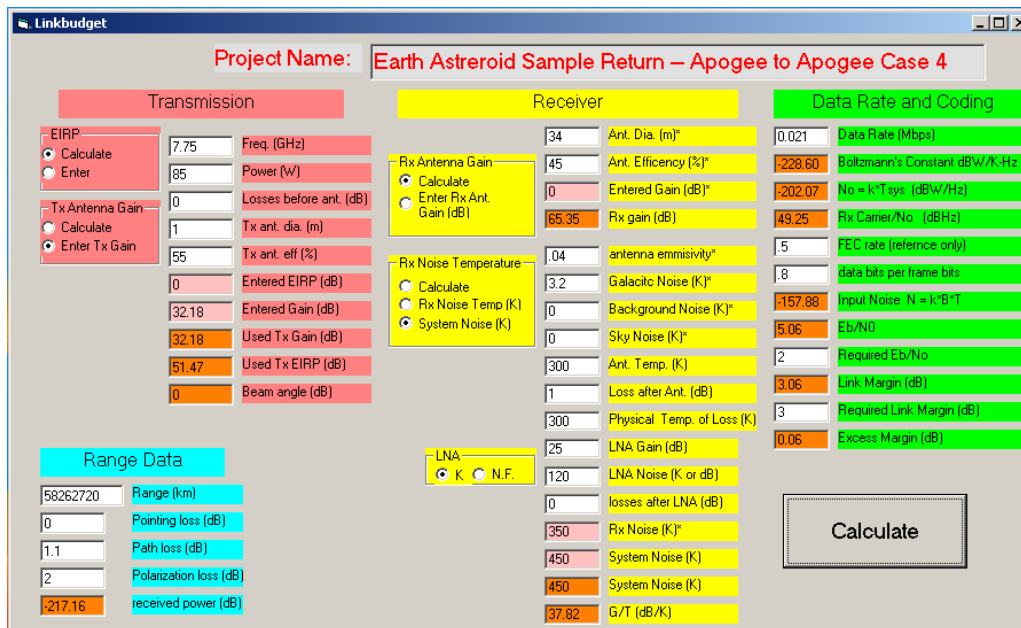 Linkbudget
Project Name: Earth Astreroid Sample Return – Apogee to Apogee Case 4
Transmission
EIRP
Calculate
Enter
Tx Antenna Gain
Calculate
Enter Tx Gain
7.75 Freq. (GHz)
85 Power (W)
0 Losses before ant. (dB)
1 Tx ant. dia. (m)
55 Tx ant. eff (%)
0 Entered EIRP (dB)
32.18 Entered Gain (dB)
32.18 Used Tx Gain (dB)
51.47 Used Tx EIRP (dB)
0 Beam angle (dB)
Range Data
58262720 Range (km)
0 Pointing loss (dB)
1.1 Path loss (dB)
2 Polarization loss (dB)
-217.16 received power (dB)
Receiver
Rx Antenna Gain
Calculate
Enter Rx Ant.
Gain (dB)
Rx Noise Temperature
Calculate
Rx Noise Temp (K)
System Noise (K)
LNA
K N.F.
34 Ant. Dia. (m)*
45 Ant. Efficency (%)*
0 Entered Gain (dB)*
65.35 Rx gain (dB)
.04 antenna emmisivity*
3.2 Galacitc Noise (K)*
0 Background Noise (K)*
0 Sky Noise (K)*
300 Ant. Temp. (K)
1 Loss after Ant. (dB)
300 Physical Temp. of Loss (K)
25 LNA Gain (dB)
120 LNA Noise (K or dB)
0 losses after LNA (dB)
350 Rx Noise (K)*
450 System Noise (K)
450 System Noise (K)
37.82 G/T (dB/K)
Data Rate and Coding
0.021 Data Rate (Mbps)
-228.60 Boltzmann's Constant dBW/K-Hz
-202.07 No = k*Tsys (dBW/Hz)
49.25 Rx Carrier/No (dBHz)
.5 FEC rate (refernce only)
.8 data bits per frame bits
-157.88 Input Noise N = k*B*T
5.06 Eb/N0
2 Required Eb/No
3.06 Link Margin (dB)
3 Required Link Margin (dB)
0.06 Excess Margin (dB)
Calculate